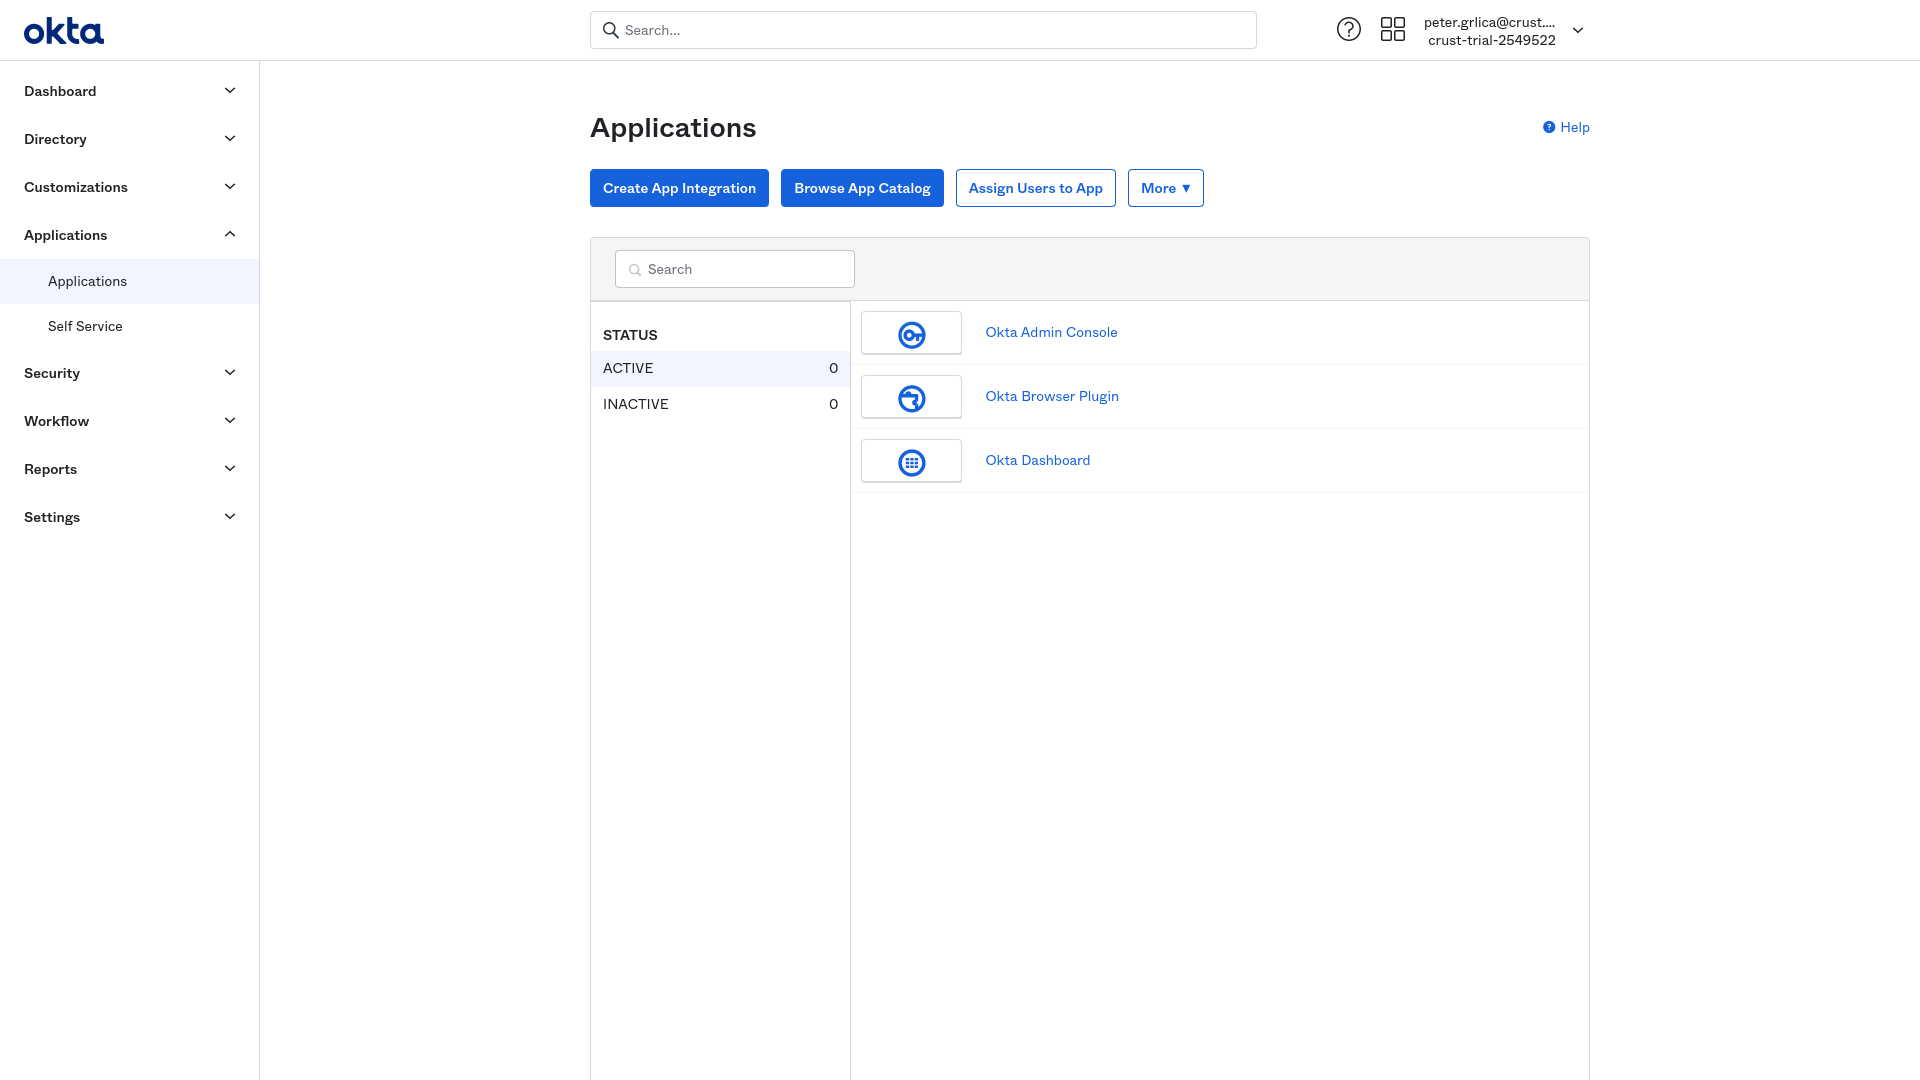 okta
Search...
peter.grlica@crust....
crust-trial-2549522
Dashboard
Directory
Customizations
Applications
Applications
Self Service
Security
Workflow
Reports
Settings
Applications
Help
Create App Integration
Browse App Catalog
Assign Users to App
More ▼
Search
STATUS
ACTIVE 0
INACTIVE 0
Okta Admin Console
Okta Browser Plugin
Okta Dashboard